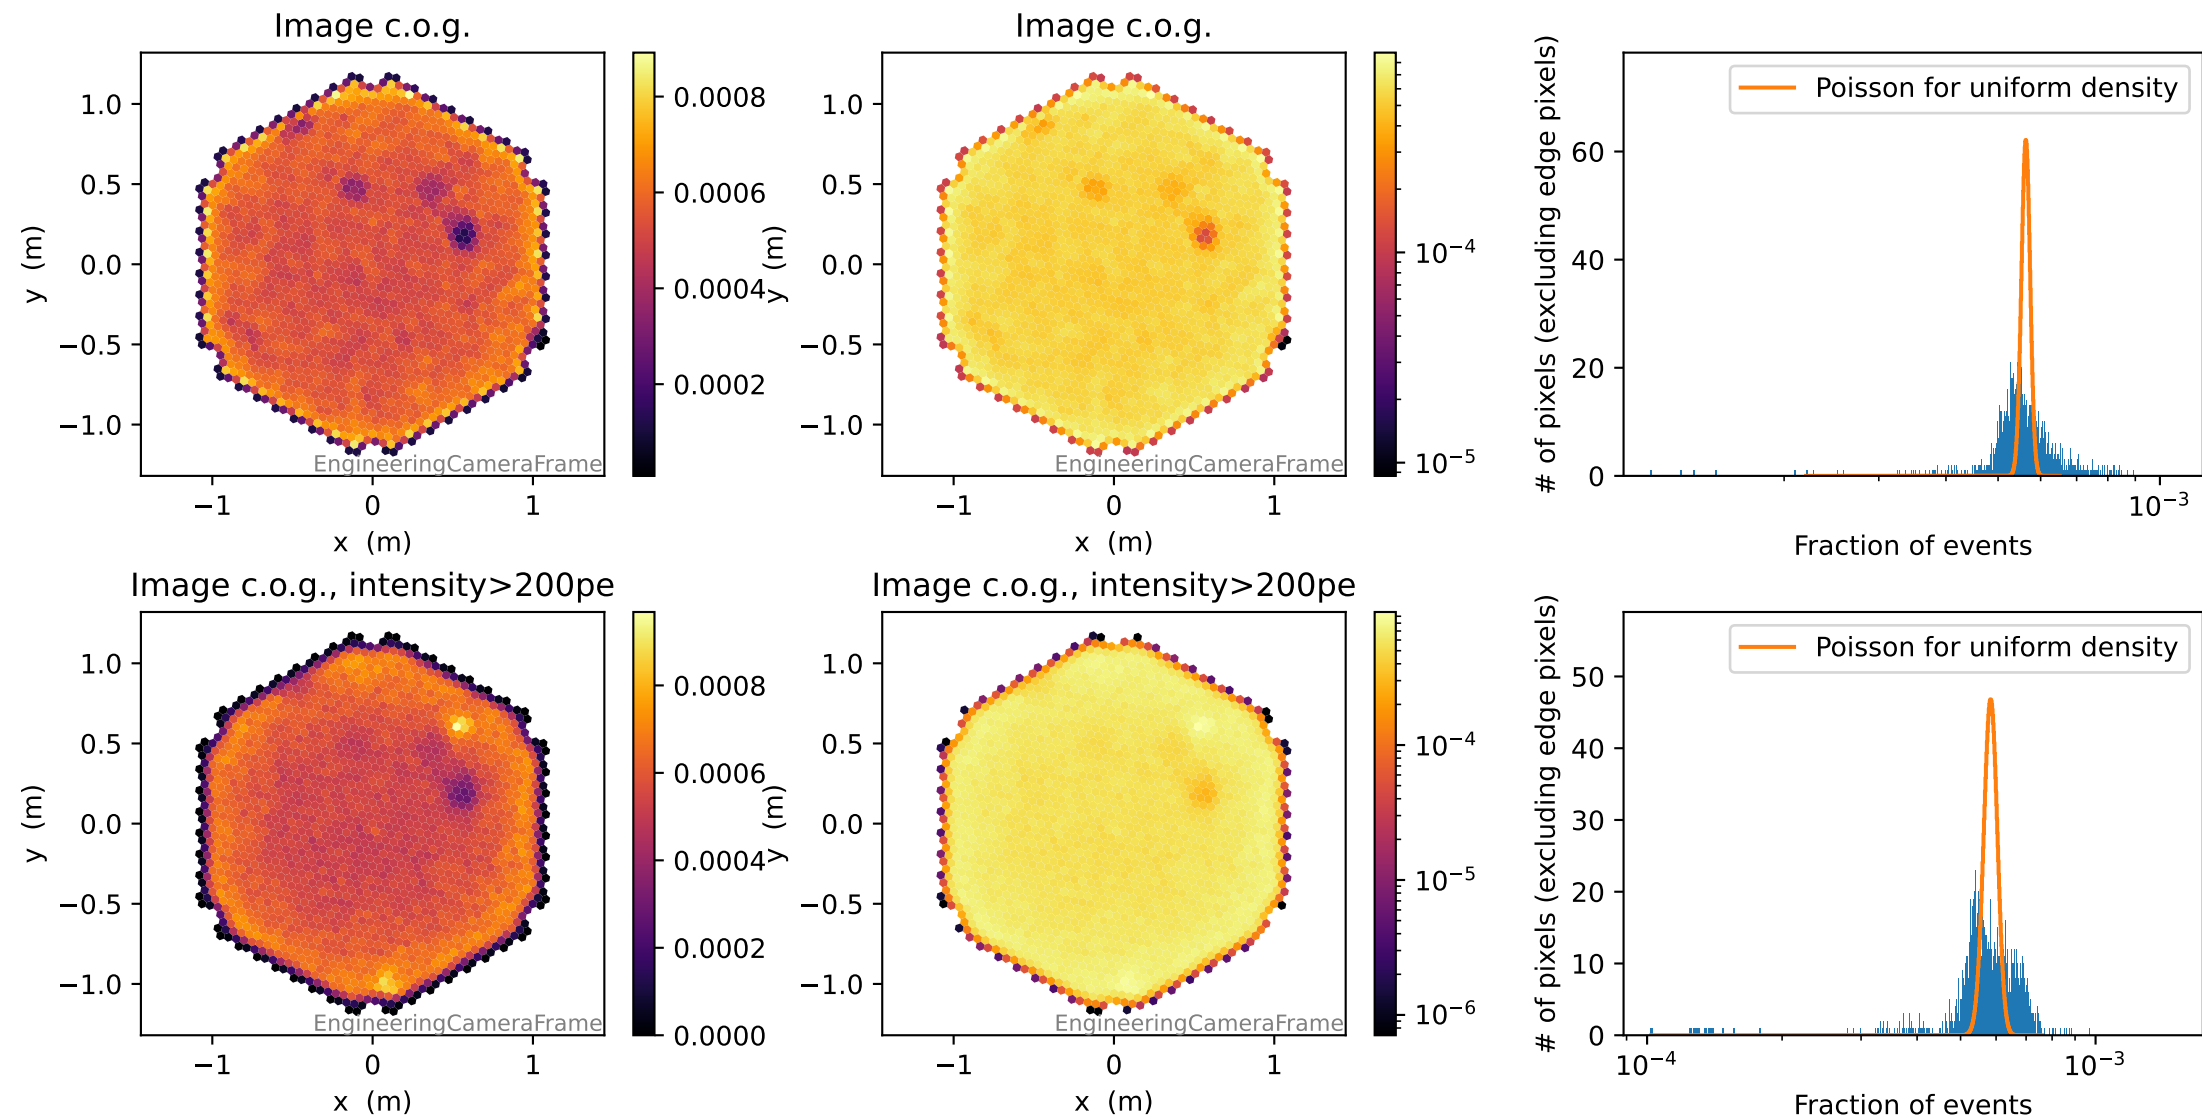 Image c.o.g.
y (m)
1.0
0.5
0.0
−0.5
−1.0
−1
0
1
x (m)
EngineeringCameraFrame
0.0008
0.0006
0.0004
0.0002
Image c.o.g.
y (m)
1.0
0.5
0.0
−0.5
−1.0
−1
0
1
x (m)
EngineeringCameraFrame
10−4
10−5
# of pixels (excluding edge pixels)
60
40
20
0
Poisson for uniform density
10−3
Fraction of events
Image c.o.g., intensity>200pe
y (m)
1.0
0.5
0.0
−0.5
−1.0
−1
0
1
x (m)
EngineeringCameraFrame
0.0008
0.0006
0.0004
0.0002
0.0000
Image c.o.g., intensity>200pe
y (m)
1.0
0.5
0.0
−0.5
−1.0
−1
0
1
x (m)
EngineeringCameraFrame
10−4
10−5
10−6
# of pixels (excluding edge pixels)
50
40
30
20
10
0
Poisson for uniform density
10−4
10−3
Fraction of events